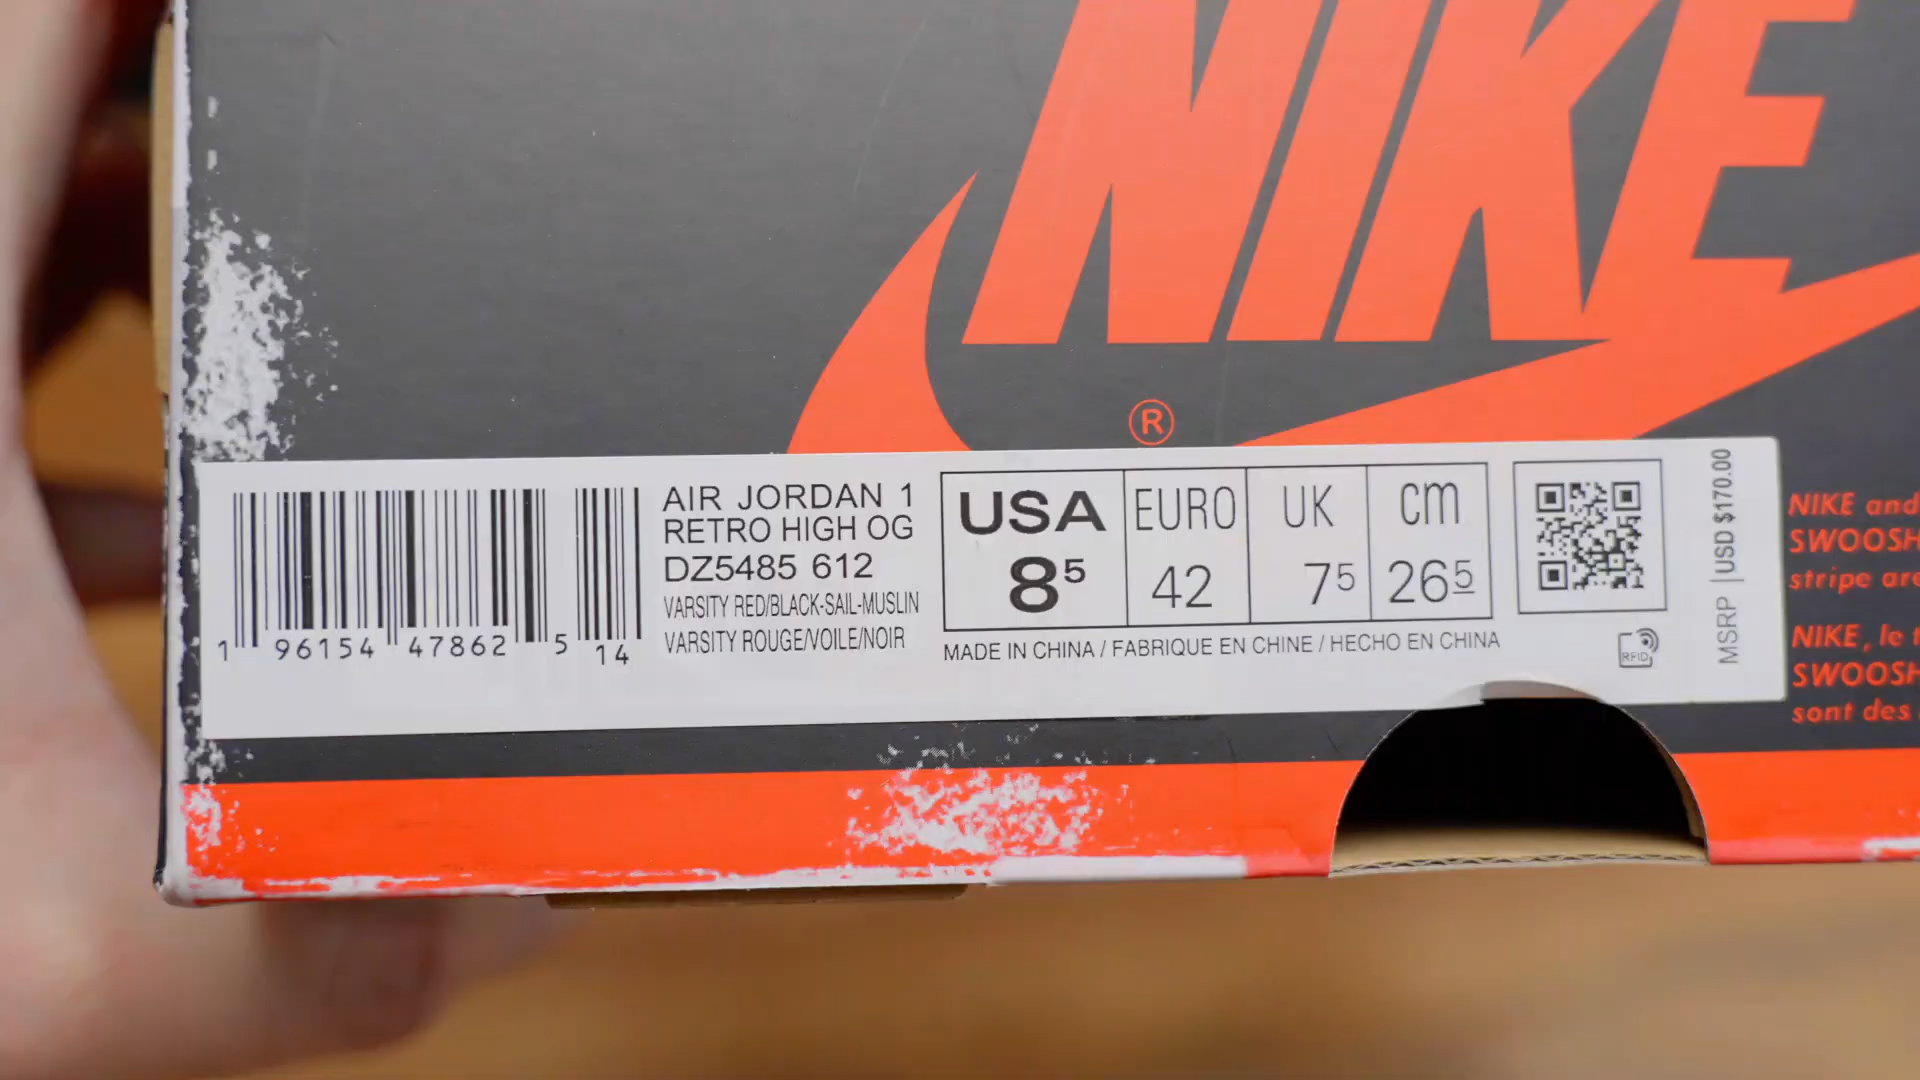 NIKE
®
AIR JORDAN 1
RETRO HIGH OG
DZ5485 612
VARSITY RED/BLACK-SAIL-MUSLIN
VARSITY ROUGE/VOILE/NOIR
1 96154 47862 5 14
USA EURO UK cm
8⁵ 42 7⁵ 26⁵
MADE IN CHINA / FABRIQUE EN CHINE / HECHO EN CHINA
RFID
MSRP | USD $170.00
NIKE and
SWOOSH
stripe are
NIKE, le
SWOOSH
sont des